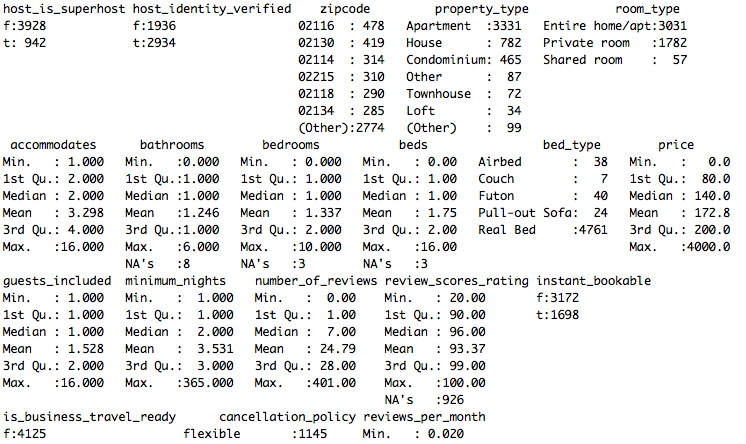 host_is_superhost host_identity_verified    zipcode        property_type          room_type
f:3928            f:1936                 02116  : 478   Apartment  :3331   Entire home/apt:3031
t: 942            t:2934                 02130  : 419   House      : 782   Private room   :1782
                                         02114  : 314   Condominium: 465   Shared room    :  57
                                         02215  : 310   Other      :  87
                                         02118  : 290   Townhouse  :  72
                                         02134  : 285   Loft       :  34
                                         (Other):2774   (Other)    :  99
 accommodates      bathrooms        bedrooms           beds            bed_type        price
Min.   : 1.000   Min.   :0.000   Min.   : 0.000   Min.   : 0.00   Airbed       :  38   Min.   :   0.0
1st Qu.: 2.000   1st Qu.:1.000   1st Qu.: 1.000   1st Qu.: 1.00   Couch        :   7   1st Qu.:  80.0
Median : 2.000   Median :1.000   Median : 1.000   Median : 1.00   Futon        :  40   Median : 140.0
Mean   : 3.298   Mean   :1.246   Mean   : 1.337   Mean   : 1.75   Pull-out Sofa:  24   Mean   : 172.8
3rd Qu.: 4.000   3rd Qu.:1.000   3rd Qu.: 2.000   3rd Qu.: 2.00   Real Bed     :4761   3rd Qu.: 200.0
Max.   :16.000   Max.   :6.000   Max.   :10.000   Max.   :16.00                        Max.   :4000.0
                 NA's   :8       NA's   :3        NA's   :3
guests_included  minimum_nights    number_of_reviews review_scores_rating instant_bookable
Min.   : 1.000   Min.   :  1.000   Min.   :  0.00    Min.   : 20.00       f:3172
1st Qu.: 1.000   1st Qu.:  1.000   1st Qu.:  1.00    1st Qu.: 90.00       t:1698
Median : 1.000   Median :  2.000   Median :  7.00    Median : 96.00
Mean   : 1.528   Mean   :  3.531   Mean   : 24.79    Mean   : 93.37
3rd Qu.: 2.000   3rd Qu.:  3.000   3rd Qu.: 28.00    3rd Qu.: 99.00
Max.   :16.000   Max.   :365.000   Max.   :401.00    Max.   :100.00
                                                     NA's   :926
is_business_travel_ready      cancellation_policy reviews_per_month
f:4125                   flexible       :1145     Min.   : 0.020